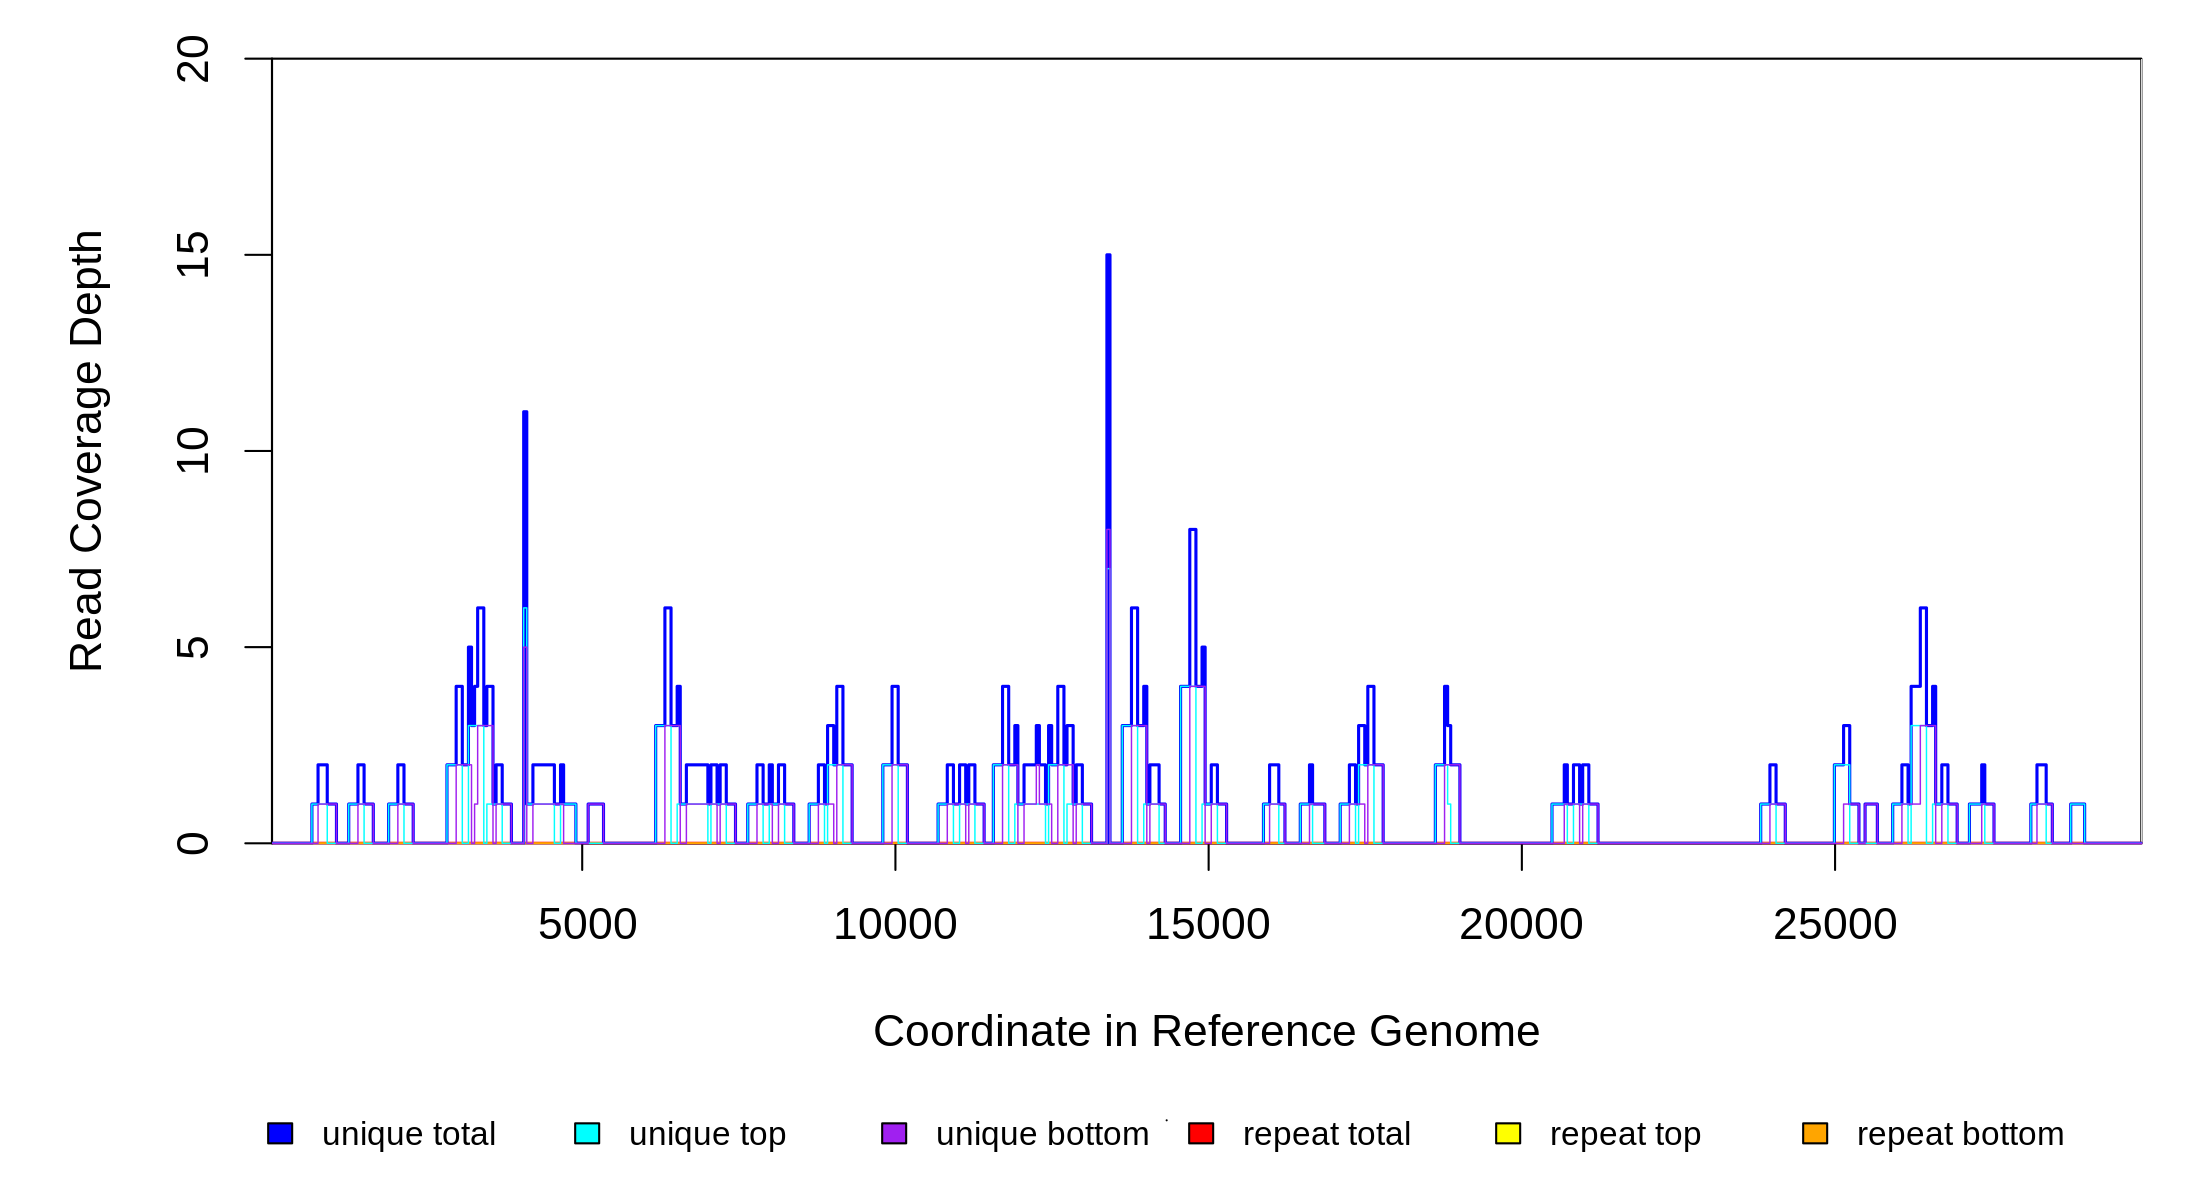 20
15
10
5
0
Read Coverage Depth
5000 10000 15000 20000 25000
Coordinate in Reference Genome
unique total unique top unique bottom repeat total repeat top repeat bottom